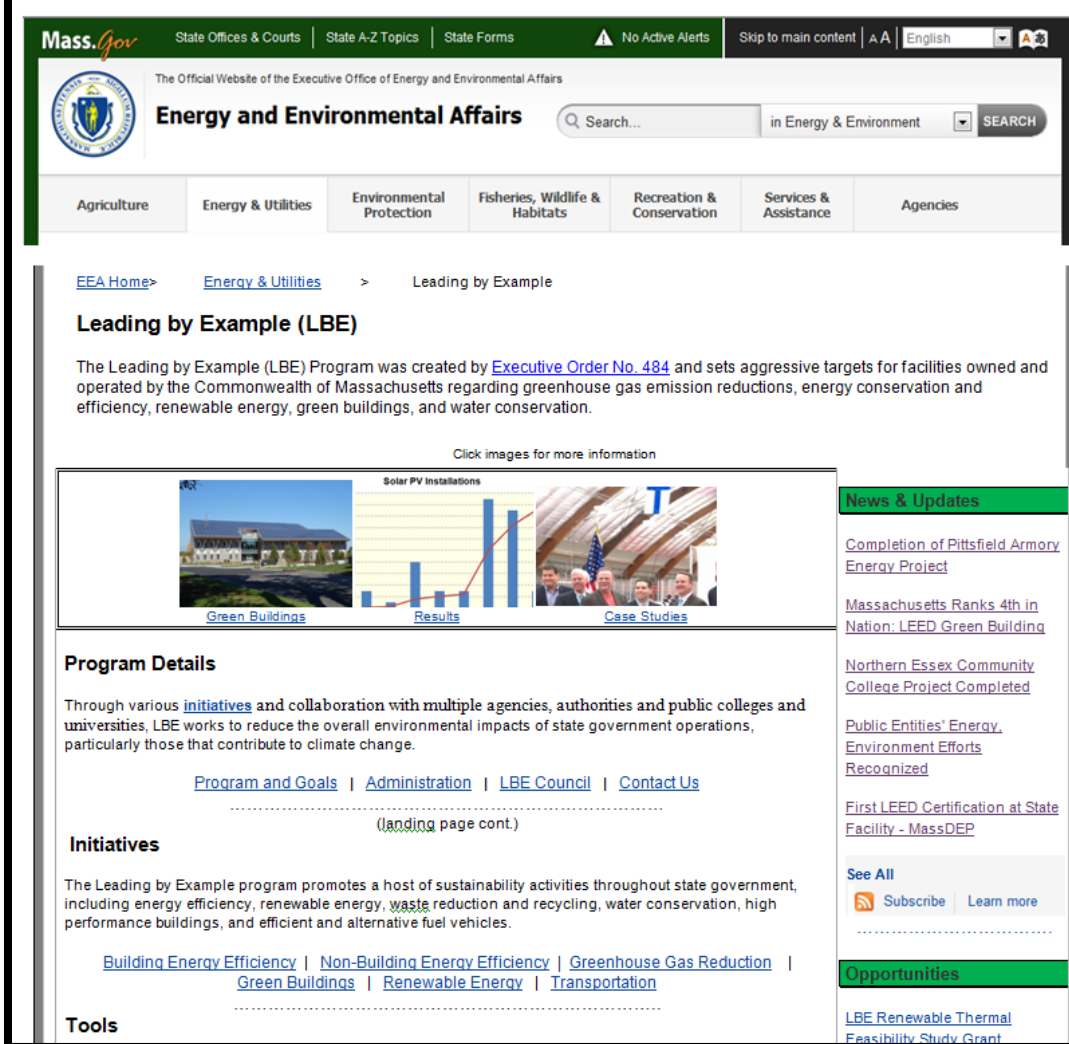 Mass.Gov State Offices & Courts | State A-Z Topics | State Forms No Active Alerts Skip to main content | A A English
The Official Website of the Executive Office of Energy and Environmental Affairs
Energy and Environmental Affairs Search... in Energy & Environment SEARCH
Agriculture
Energy & Utilities
Environmental
Protection
Fisheries, Wildlife &
Habitats
Recreation &
Conservation
Services &
Assistance
Agencies
EEA Home> Energy & Utilities > Leading by Example
Leading by Example (LBE)
The Leading by Example (LBE) Program was created by Executive Order No. 484 and sets aggressive targets for facilities owned and
operated by the Commonwealth of Massachusetts regarding greenhouse gas emission reductions, energy conservation and
efficiency, renewable energy, green buildings, and water conservation.
Click images for more information
Solar PV Installations
T
Green Buildings Results Case Studies
Program Details
Through various initiatives and collaboration with multiple agencies, authorities and public colleges and
universities, LBE works to reduce the overall environmental impacts of state government operations,
particularly those that contribute to climate change.
Program and Goals | Administration | LBE Council | Contact Us
(landing page cont.)
Initiatives
The Leading by Example program promotes a host of sustainability activities throughout state government,
including energy efficiency, renewable energy, waste reduction and recycling, water conservation, high
performance buildings, and efficient and alternative fuel vehicles.
Building Energy Efficiency | Non-Building Energy Efficiency | Greenhouse Gas Reduction |
Green Buildings | Renewable Energy | Transportation
Tools
News & Updates
Completion of Pittsfield Armory
Energy Project
Massachusetts Ranks 4th in
Nation: LEED Green Building
Northern Essex Community
College Project Completed
Public Entities' Energy,
Environment Efforts
Recognized
First LEED Certification at State
Facility - MassDEP
See All
Subscribe | Learn more
Opportunities
LBE Renewable Thermal
Feasibility Study Grant